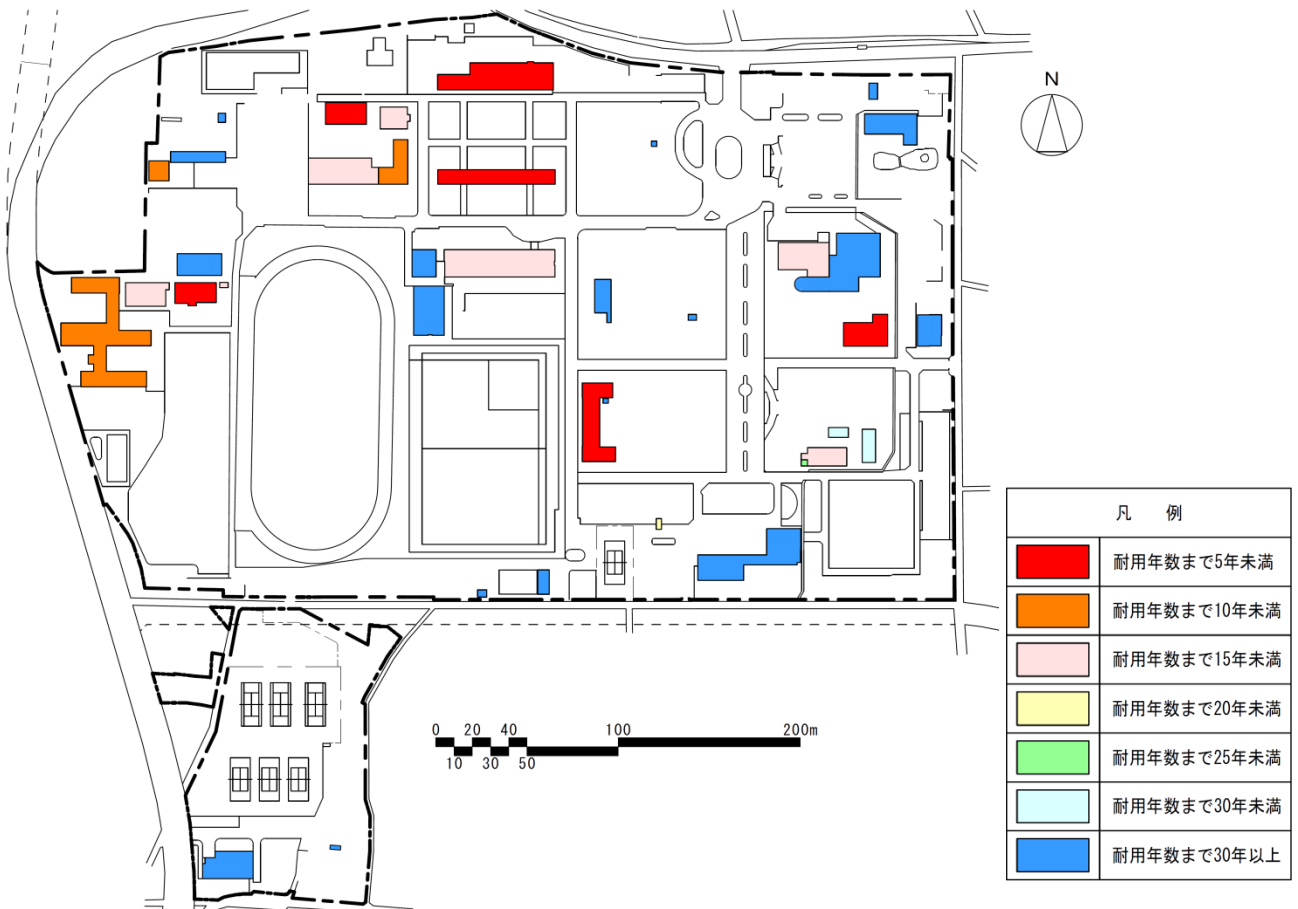 N
凡　例
耐用年数まで5年未満
耐用年数まで10年未満
耐用年数まで15年未満
耐用年数まで20年未満
耐用年数まで25年未満
耐用年数まで30年未満
耐用年数まで30年以上
0 20 40 100 200m
10 30 50